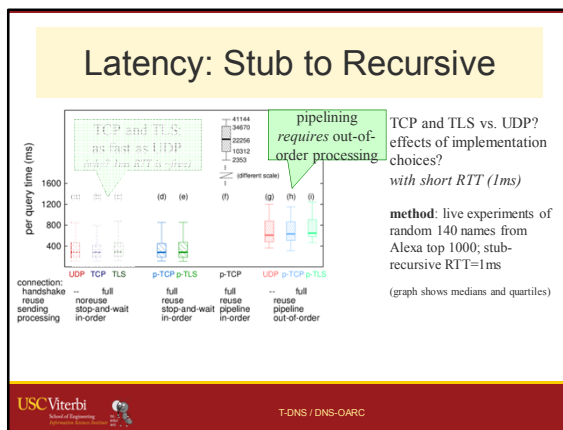 Latency: Stub to Recursive
TCP and TLS:
as fast as UDP
pipelining
requires out-of-
order processing
41144
34670
22256
10312
2353
(different scale)
per query time (ms)
1600
1200
800
400
(d) (e) (f) (g) (h) (i)
UDP TCP TLS p-TCP p-TLS p-TCP UDP p-TCP p-TLS
connection:
handshake -- full full full -- full
reuse noreuse reuse reuse reuse
sending stop-and-wait stop-and-wait pipeline pipeline
processing in-order in-order in-order out-of-order
TCP and TLS vs. UDP?
effects of implementation
choices?
with short RTT (1ms)
method: live experiments of
random 140 names from
Alexa top 1000; stub-
recursive RTT=1ms
(graph shows medians and quartiles)
USC Viterbi
School of Engineering
Information Sciences Institute
T-DNS / DNS-OARC